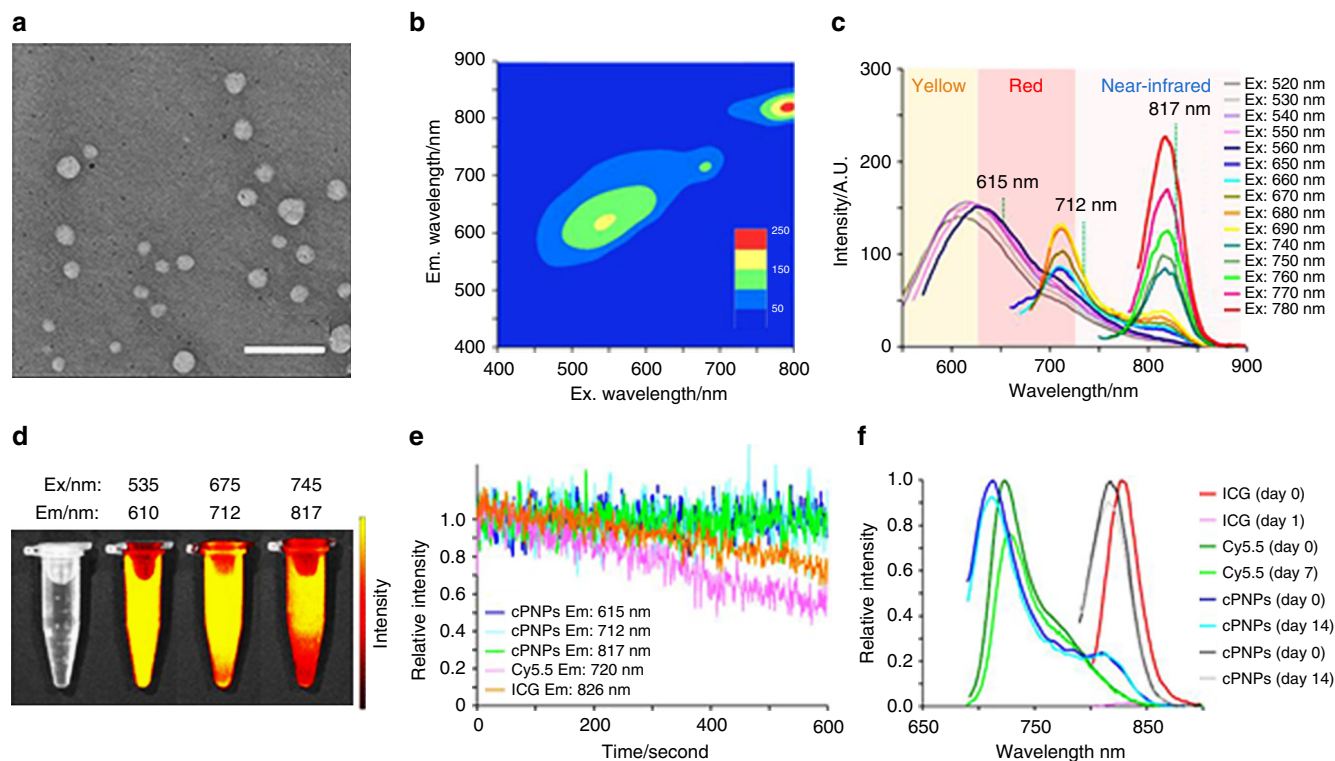 a
b
900
800
700
600
500
400
Em. wavelength/nm
400 500 600 700 800
Ex. wavelength/nm
250
150
50
c
300
200
100
0
Intensity/A.U.
Yellow Red Near-infrared
817 nm
615 nm
712 nm
600 700 800 900
Wavelength/nm
Ex: 520 nm
Ex: 530 nm
Ex: 540 nm
Ex: 550 nm
Ex: 560 nm
Ex: 650 nm
Ex: 660 nm
Ex: 670 nm
Ex: 680 nm
Ex: 690 nm
Ex: 740 nm
Ex: 750 nm
Ex: 760 nm
Ex: 770 nm
Ex: 780 nm
d
Ex/nm: 535 675 745
Em/nm: 610 712 817
Intensity
e
1.0
0.8
0.6
0.4
0.2
0
Relative intensity
cPNPs Em: 615 nm
cPNPs Em: 712 nm
cPNPs Em: 817 nm
Cy5.5 Em: 720 nm
ICG Em: 826 nm
0 200 400 600
Time/second
f
1.0
0.8
0.6
0.4
0.2
0.0
Relative intensity
650 750 850
Wavelength nm
ICG (day 0)
ICG (day 1)
Cy5.5 (day 0)
Cy5.5 (day 7)
cPNPs (day 0)
cPNPs (day 14)
cPNPs (day 0)
cPNPs (day 14)